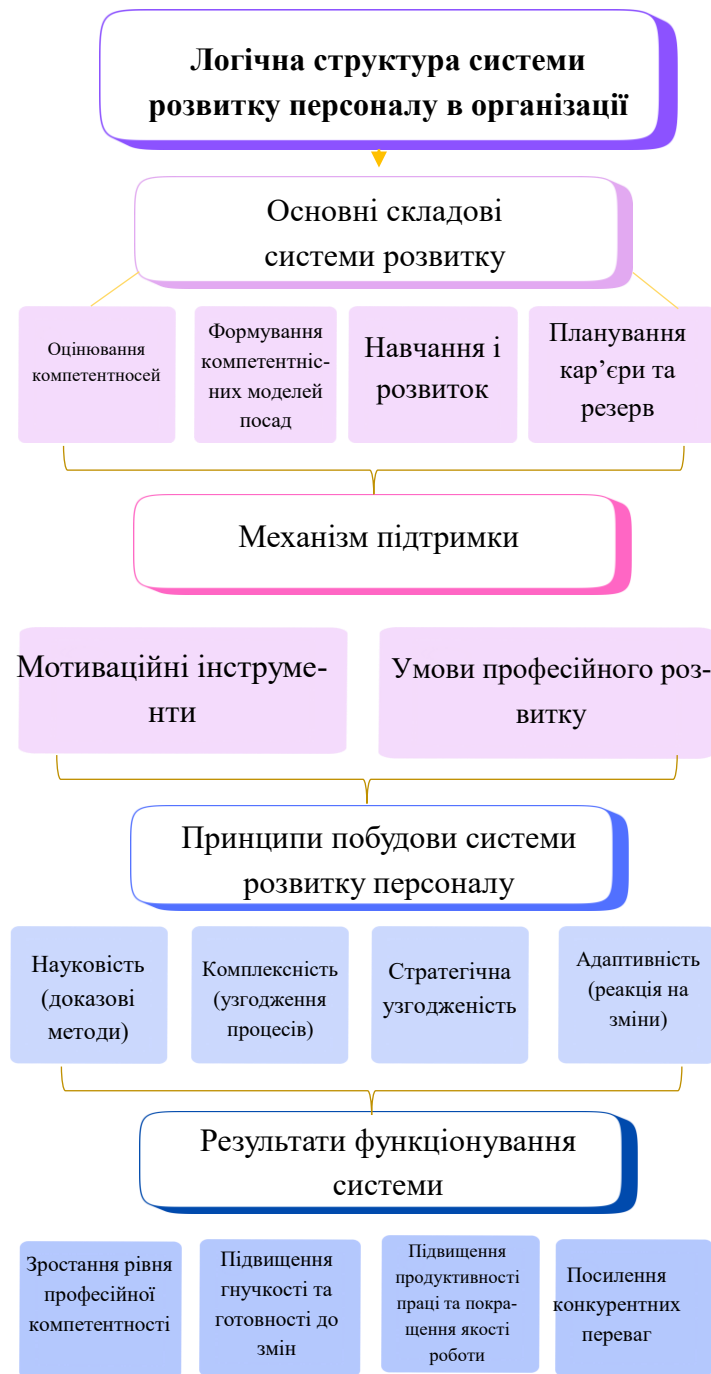 Логічна структура системи
розвитку персоналу в організації
Основні складові
системи розвитку
Оцінювання
компетентносей
Формування
компетентніс-
них моделей
посад
Навчання і
розвиток
Планування
кар’єри та
резерв
Механізм підтримки
Мотиваційні інструме-
нти
Умови професійного роз-
витку
Принципи побудови системи
розвитку персоналу
Науковість
(доказові
методи)
Комплексність
(узгодження
процесів)
Стратегічна
узгодженість
Адаптивність
(реакція на
зміни)
Результати функціонування
системи
Зростання рівня
професійної
компетентності
Підвищення
гнучкості та
готовності до
змін
Підвищення
продуктивності
праці та покра-
щення якості
роботи
Посилення
конкурентних
переваг